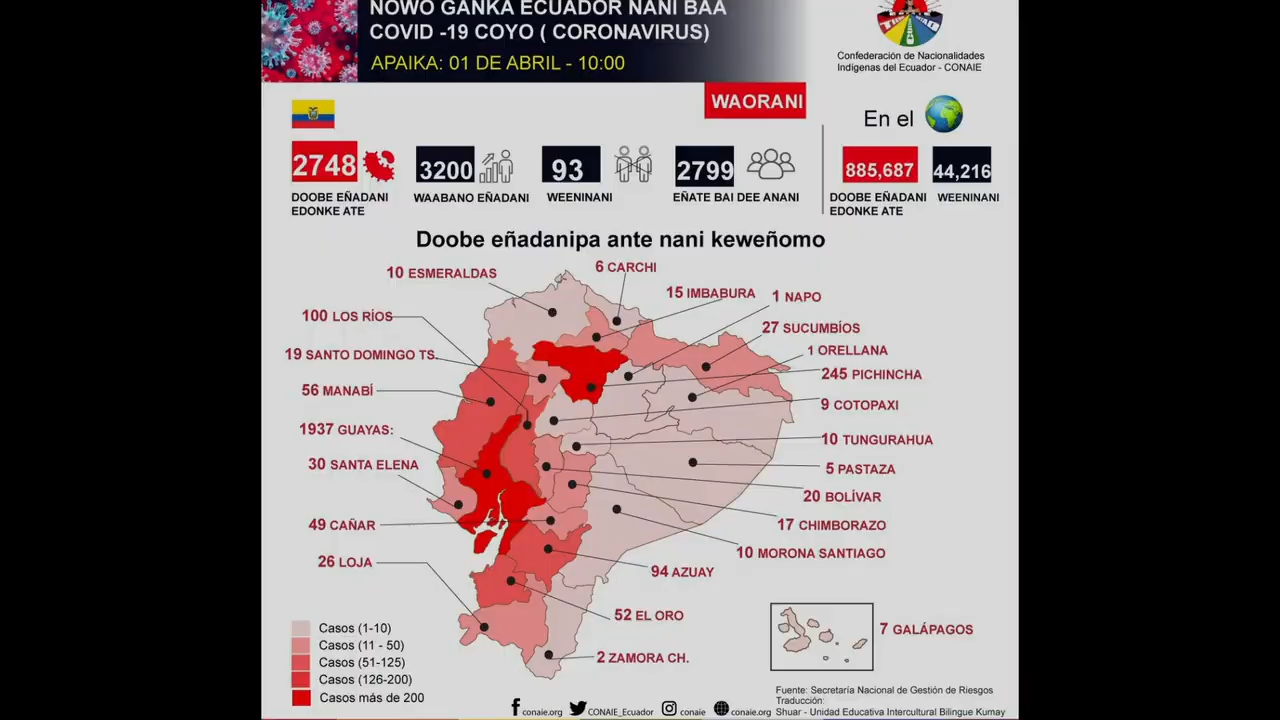 NOWO GANKA ECUADOR NANI BAA
COVID -19 COYO ( CORONAVIRUS)
APAIKA: 01 DE ABRIL - 10:00
Confederación de Nacionalidades
Indígenas del Ecuador - CONAIE
WAORANI
En el
2748
DOOBE EÑADANI
EDONKE ATE
3200
WAABANO EÑADANI
93
WEENINANI
2799
EÑATE BAI DEE ANANI
885,687
DOOBE EÑADANI
EDONKE ATE
44,216
WEENINANI
Doobe eñadanipa ante nani keweñomo
10 ESMERALDAS
6 CARCHI
15 IMBABURA
1 NAPO
100 LOS RÍOS
27 SUCUMBÍOS
19 SANTO DOMINGO TS.
1 ORELLANA
245 PICHINCHA
56 MANABÍ
9 COTOPAXI
1937 GUAYAS:
10 TUNGURAHUA
30 SANTA ELENA
5 PASTAZA
20 BOLÍVAR
49 CAÑAR
17 CHIMBORAZO
10 MORONA SANTIAGO
26 LOJA
94 AZUAY
52 EL ORO
7 GALÁPAGOS
2 ZAMORA CH.
Casos (1-10)
Casos (11 - 50)
Casos (51-125)
Casos (126-200)
Casos más de 200
conaie.org
CONAIE_Ecuador
conaie
conaie.org
Fuente: Secretaría Nacional de Gestión de Riesgos
Traducción:
Shuar - Unidad Educativa Intercultural Bilingue Kumay